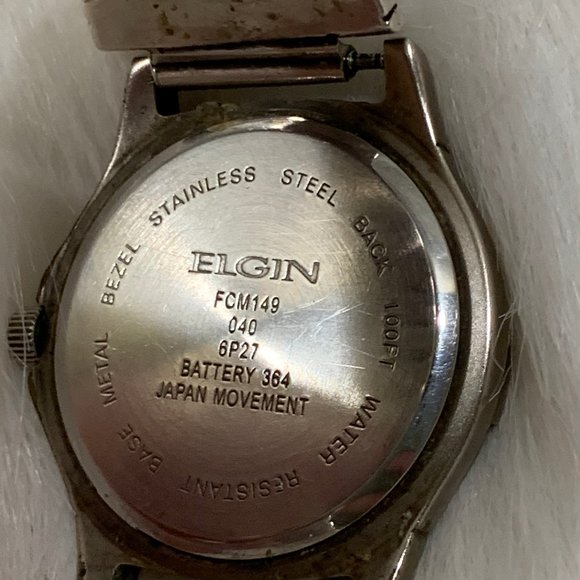 ELGIN
FCM149
040
6P27
BATTERY 364
JAPAN MOVEMENT
BASE METAL BEZEL STAINLESS STEEL BACK 100FT WATER RESISTANT